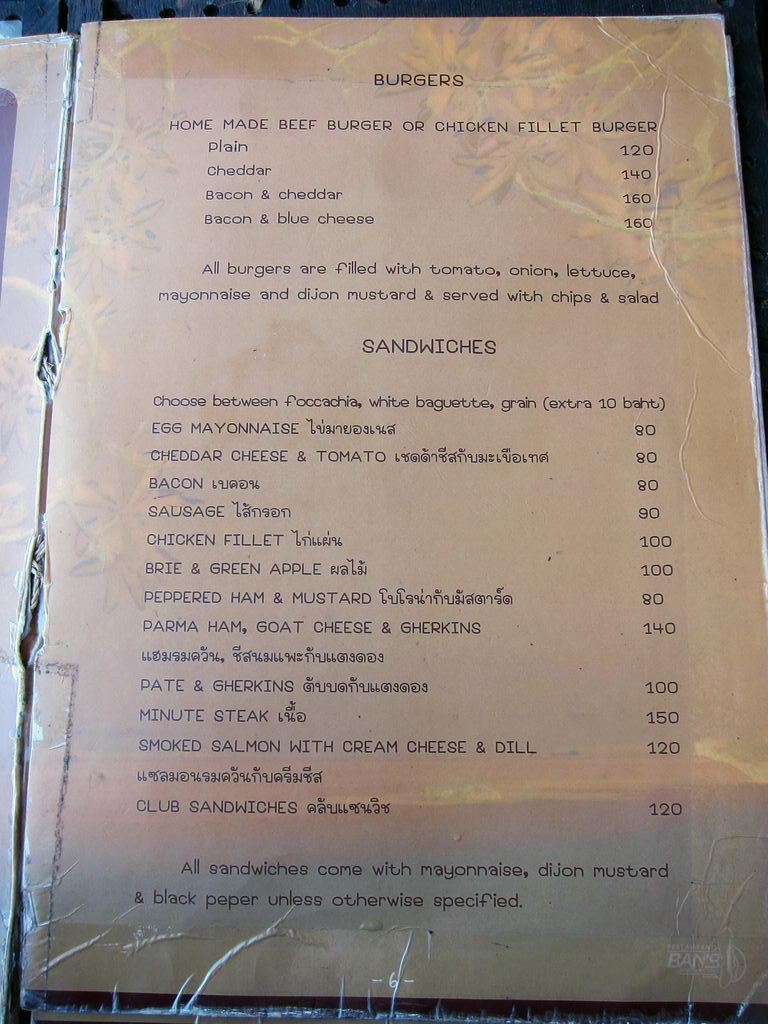 BURGERS
HOME MADE BEEF BURGER OR CHICKEN FILLET BURGER
Plain 120
Cheddar 140
Bacon & cheddar 160
Bacon & blue cheese 160
All burgers are filled with tomato, onion, lettuce,
mayonnaise and dijon mustard & served with chips & salad
SANDWICHES
Choose between foccachia, white baguette, grain (extra 10 baht)
EGG MAYONNAISE ไข่มายองเนส 80
CHEDDAR CHEESE & TOMATO เชดด้าชีสกับมะเขือเทศ 80
BACON เบคอน 80
SAUSAGE ไส้กรอก 90
CHICKEN FILLET ไก่แผ่น 100
BRIE & GREEN APPLE ผลไม้ 100
PEPPERED HAM & MUSTARD โบโรน่ากับมัสตาร์ด 80
PARMA HAM, GOAT CHEESE & GHERKINS 140
แฮมรมควัน, ชีสนมแพะกับแตงดอง
PATE & GHERKINS ตับบดกับแตงดอง 100
MINUTE STEAK เนื้อ 150
SMOKED SALMON WITH CREAM CHEESE & DILL 120
แซลมอนรมควันกับครีมชีส
CLUB SANDWICHES คลับแซนวิช 120
All sandwiches come with mayonnaise, dijon mustard
& black peper unless otherwise specified.
RESTAURANT
BAN'S
-6-